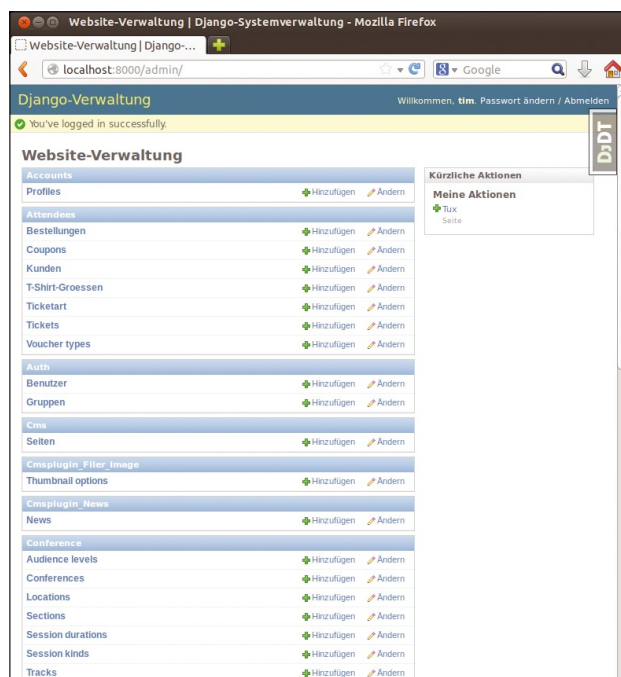 Website-Verwaltung | Django-Systemverwaltung - Mozilla Firefox
Website-Verwaltung | Django-...
localhost:8000/admin/
Google
Django-Verwaltung
Willkommen, tim. Passwort ändern / Abmelden
You've logged in successfully.
DJDT
Website-Verwaltung
Accounts
Profiles Hinzufügen Ändern
Attendees
Bestellungen Hinzufügen Ändern
Coupons Hinzufügen Ändern
Kunden Hinzufügen Ändern
T-Shirt-Groessen Hinzufügen Ändern
Ticketart Hinzufügen Ändern
Tickets Hinzufügen Ändern
Voucher types Hinzufügen Ändern
Auth
Benutzer Hinzufügen Ändern
Gruppen Hinzufügen Ändern
Cms
Seiten Hinzufügen Ändern
Cmsplugin_Filer_Image
Thumbnail options Hinzufügen Ändern
Cmsplugin_News
News Hinzufügen Ändern
Conference
Audience levels Hinzufügen Ändern
Conferences Hinzufügen Ändern
Locations Hinzufügen Ändern
Sections Hinzufügen Ändern
Session durations Hinzufügen Ändern
Session kinds Hinzufügen Ändern
Tracks Hinzufügen Ändern
Kürzliche Aktionen
Meine Aktionen
Tux
Seite